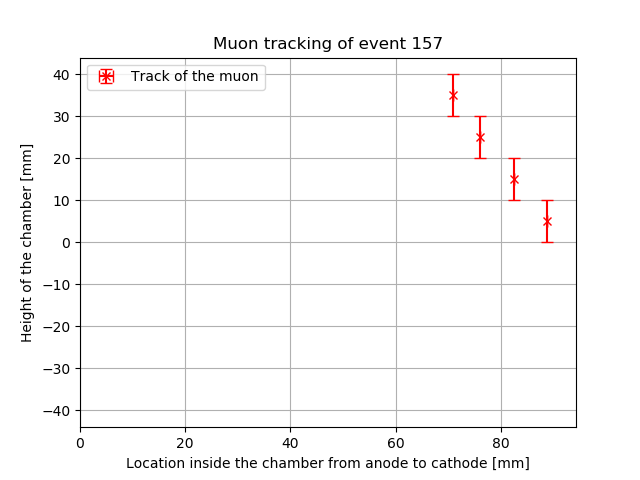 Muon tracking of event 157
Track of the muon
Height of the chamber [mm]
40
30
20
10
0
−10
−20
−30
−40
0 20 40 60 80
Location inside the chamber from anode to cathode [mm]